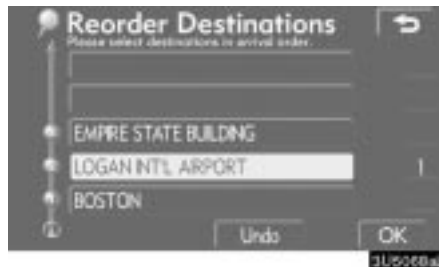 Reorder Destinations
Please select destinations in arrival order.
EMPIRE STATE BUILDING
LOGAN INT'L AIRPORT 1
BOSTON
Undo OK
3U5068a